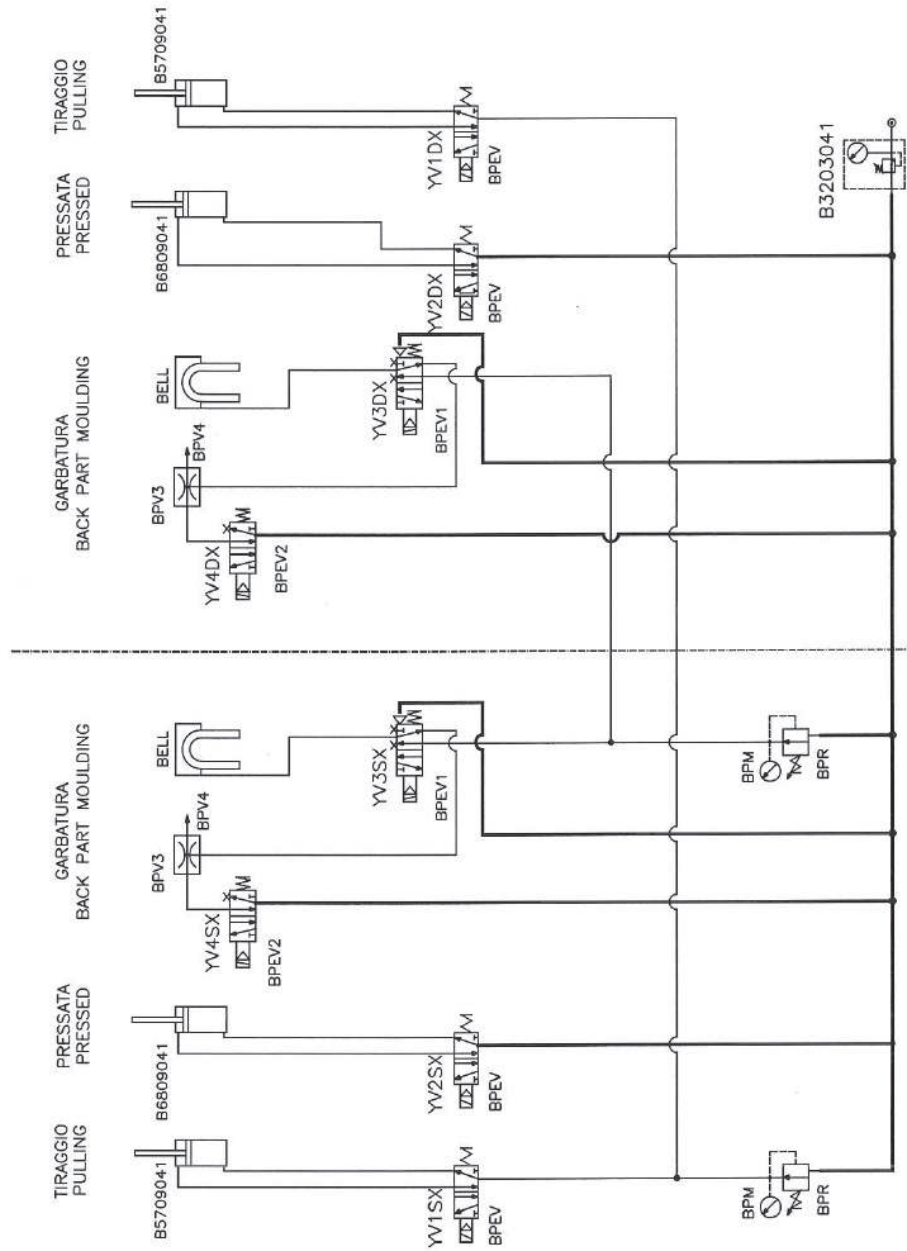 TIRAGGIO
PULLING
B5709041
YV1SX
BPEV
PRESSATA
PRESSED
B6809041
YV2SX
BPEV
GARBATURA
BACK PART MOULDING
BPV3
BPV4
BELL
YV4SX
BPEV2
YV3SX
BPEV1
BPM
BPR
BPM
BPR
GARBATURA
BACK PART MOULDING
BPV3
BPV4
BELL
YV4DX
BPEV2
YV3DX
BPEV1
PRESSATA
PRESSED
B6809041
YV2DX
BPEV
TIRAGGIO
PULLING
B5709041
YV1DX
BPEV
B3203041